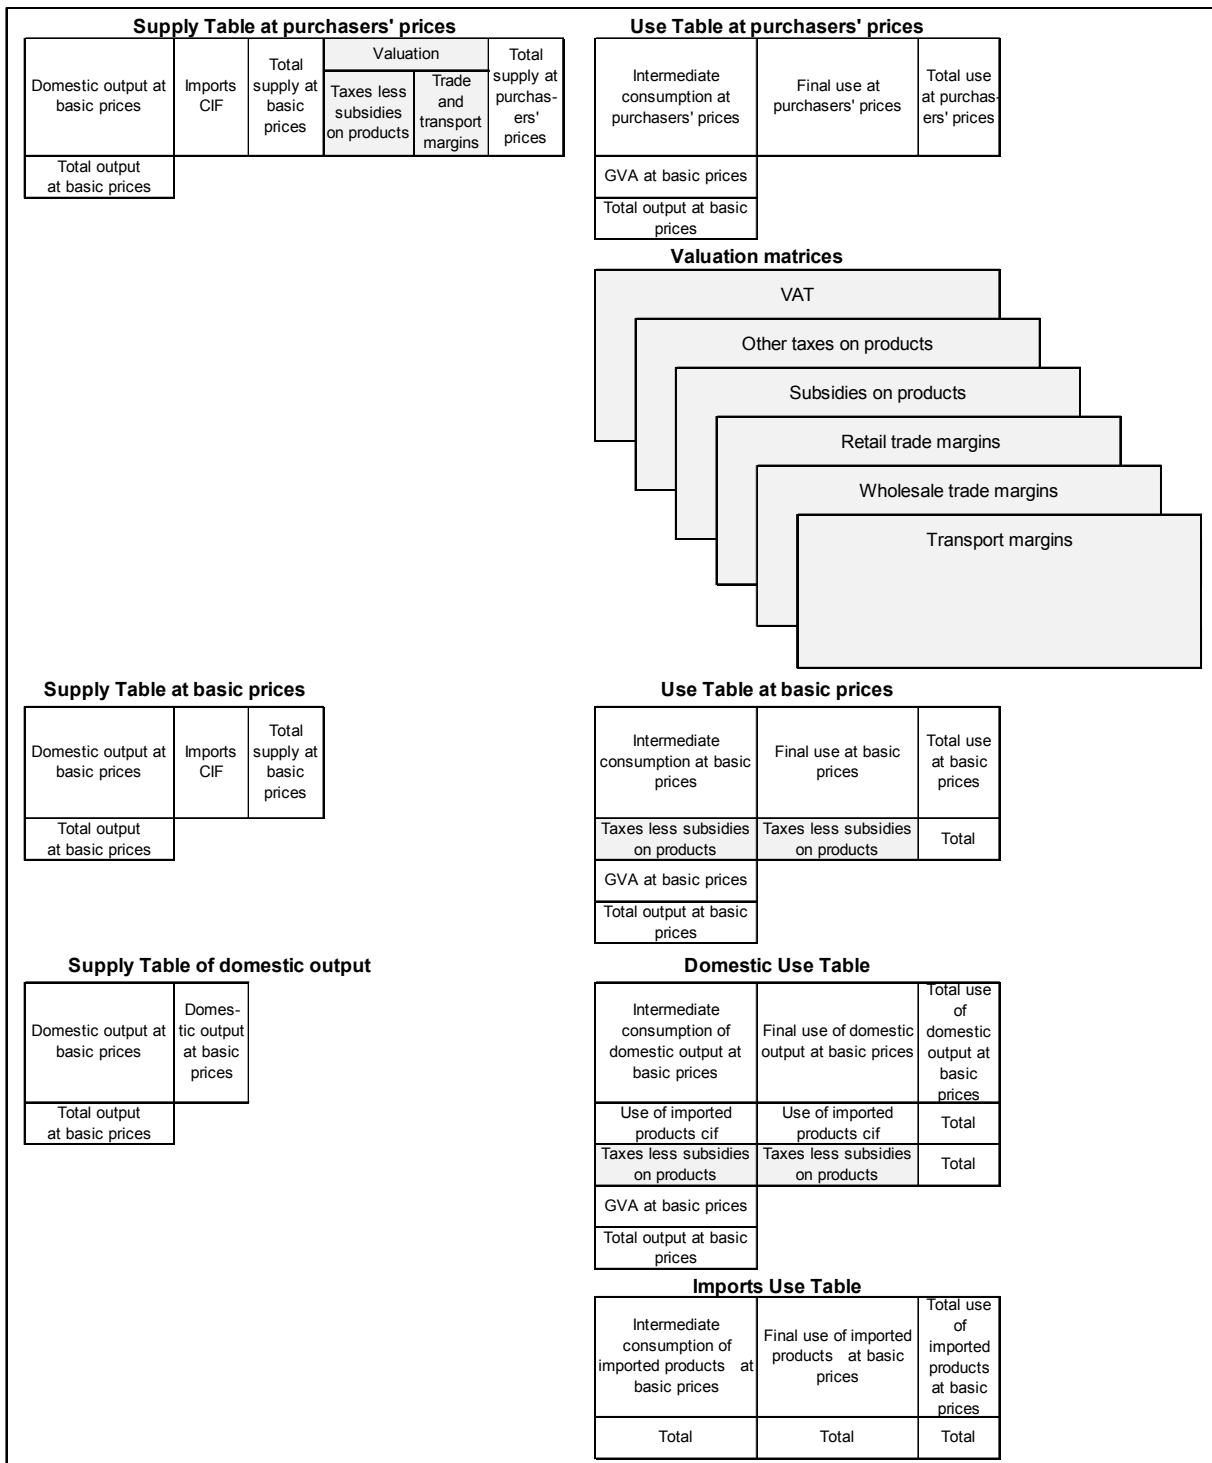 Supply Table at purchasers' prices
Domestic output at
basic prices
Imports
CIF
Total
supply at
basic
prices
Valuation
Taxes less
subsidies
on products
Trade
and
transport
margins
Total
supply at
purchas-
ers'
prices
Total output
at basic prices
Use Table at purchasers' prices
Intermediate
consumption at
purchasers' prices
Final use at
purchasers' prices
Total use
at purchas-
ers' prices
GVA at basic prices
Total output at basic
prices
Valuation matrices
VAT
Other taxes on products
Subsidies on products
Retail trade margins
Wholesale trade margins
Transport margins
Supply Table at basic prices
Domestic output at
basic prices
Imports
CIF
Total
supply at
basic
prices
Total output
at basic prices
Use Table at basic prices
Intermediate
consumption at basic
prices
Final use at basic
prices
Total use
at basic
prices
Taxes less subsidies
on products
Taxes less subsidies
on products
Total
GVA at basic prices
Total output at basic
prices
Supply Table of domestic output
Domestic output at
basic prices
Domes-
tic output
at basic
prices
Total output
at basic prices
Domestic Use Table
Intermediate
consumption of
domestic output at
basic prices
Final use of domestic
output at basic prices
Total use
of
domestic
output at
basic
prices
Use of imported
products cif
Use of imported
products cif
Total
Taxes less subsidies
on products
Taxes less subsidies
on products
Total
GVA at basic prices
Total output at basic
prices
Imports Use Table
Intermediate
consumption of
imported products at
basic prices
Final use of imported
products at basic
prices
Total use
of
imported
products
at basic
prices
Total
Total
Total